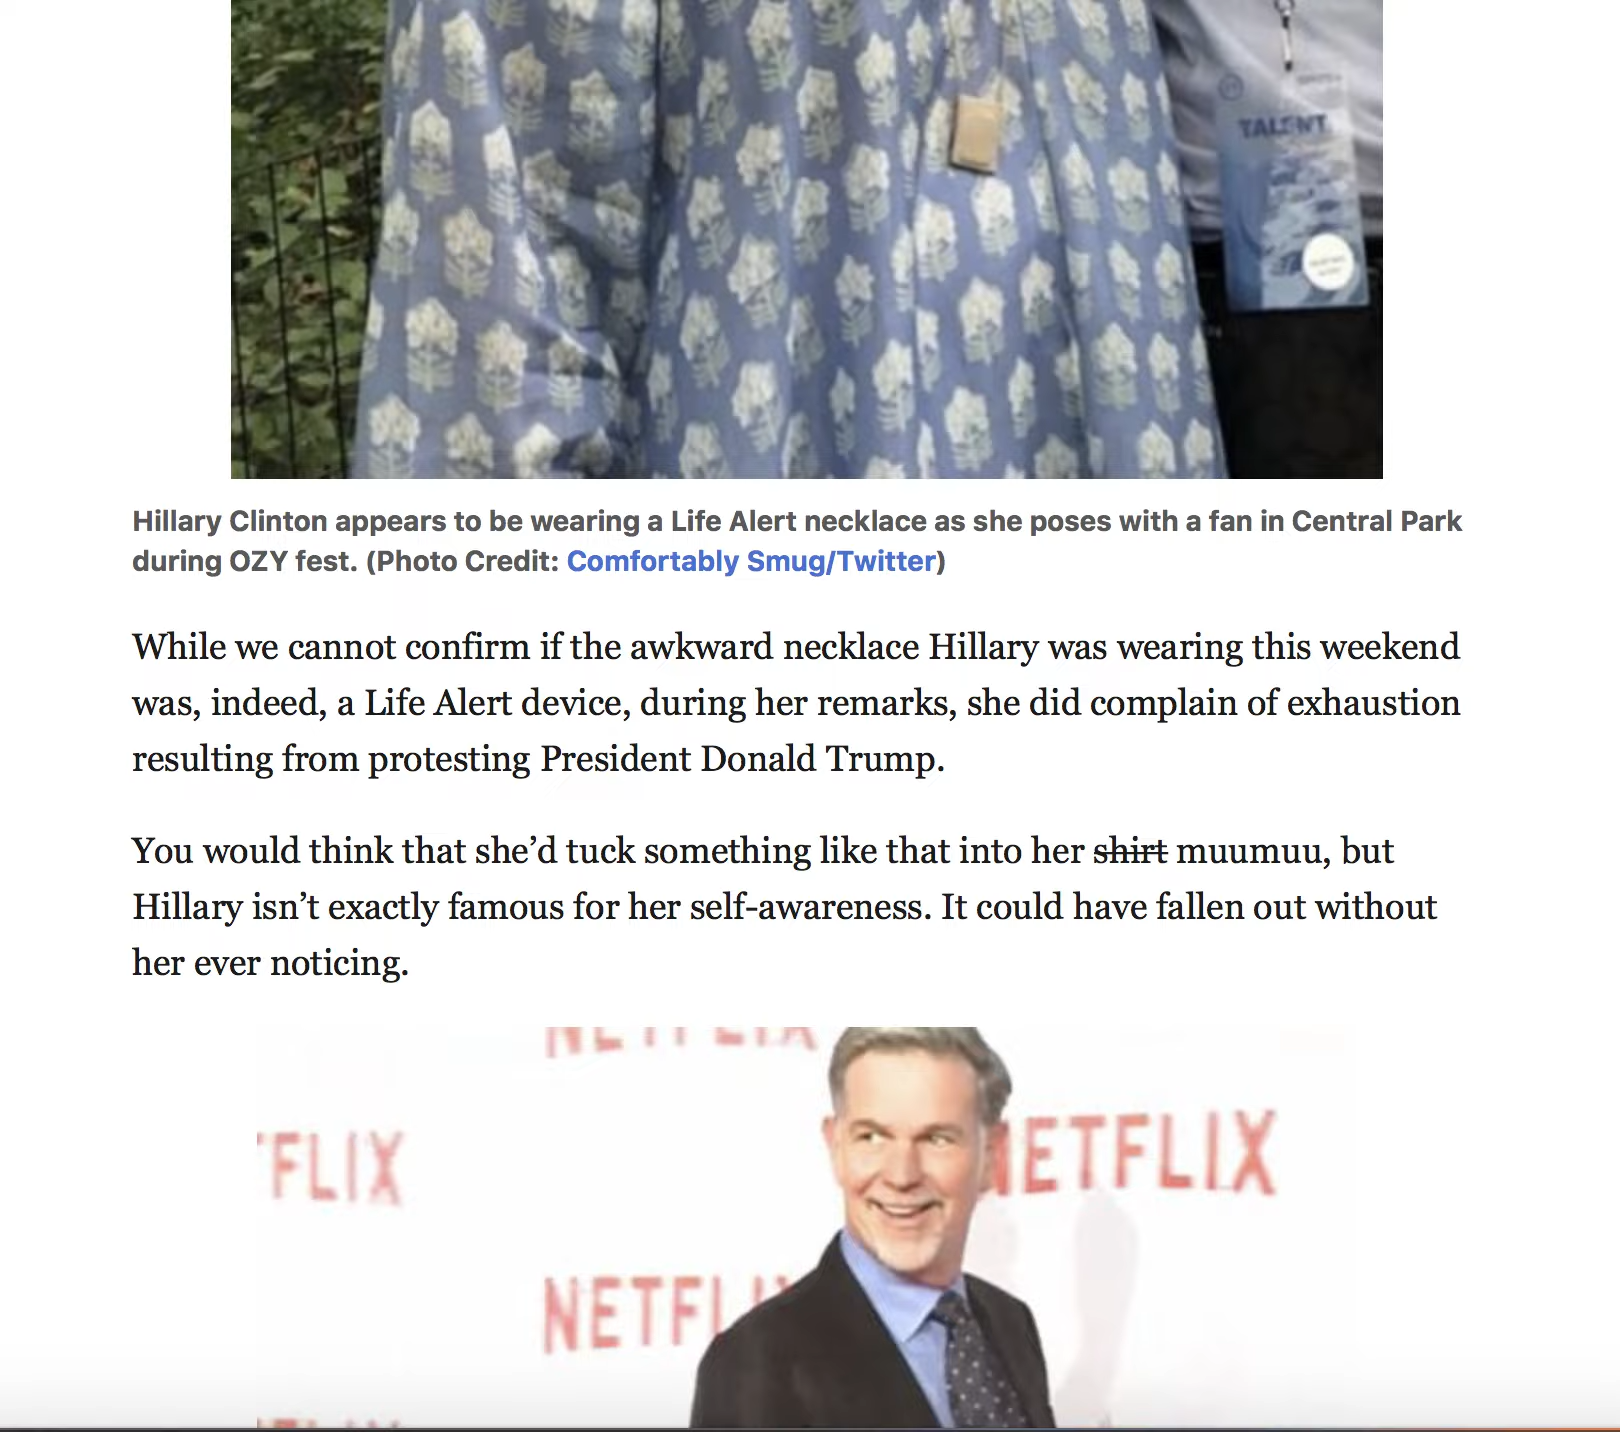 TALENT
Hillary Clinton appears to be wearing a Life Alert necklace as she poses with a fan in Central Park
during OZY fest. (Photo Credit: Comfortably Smug/Twitter)
While we cannot confirm if the awkward necklace Hillary was wearing this weekend
was, indeed, a Life Alert device, during her remarks, she did complain of exhaustion
resulting from protesting President Donald Trump.
You would think that she’d tuck something like that into her shirt muumuu, but
Hillary isn’t exactly famous for her self-awareness. It could have fallen out without
her ever noticing.
NETFLIX
FLIX
NETFLIX
NETFLI